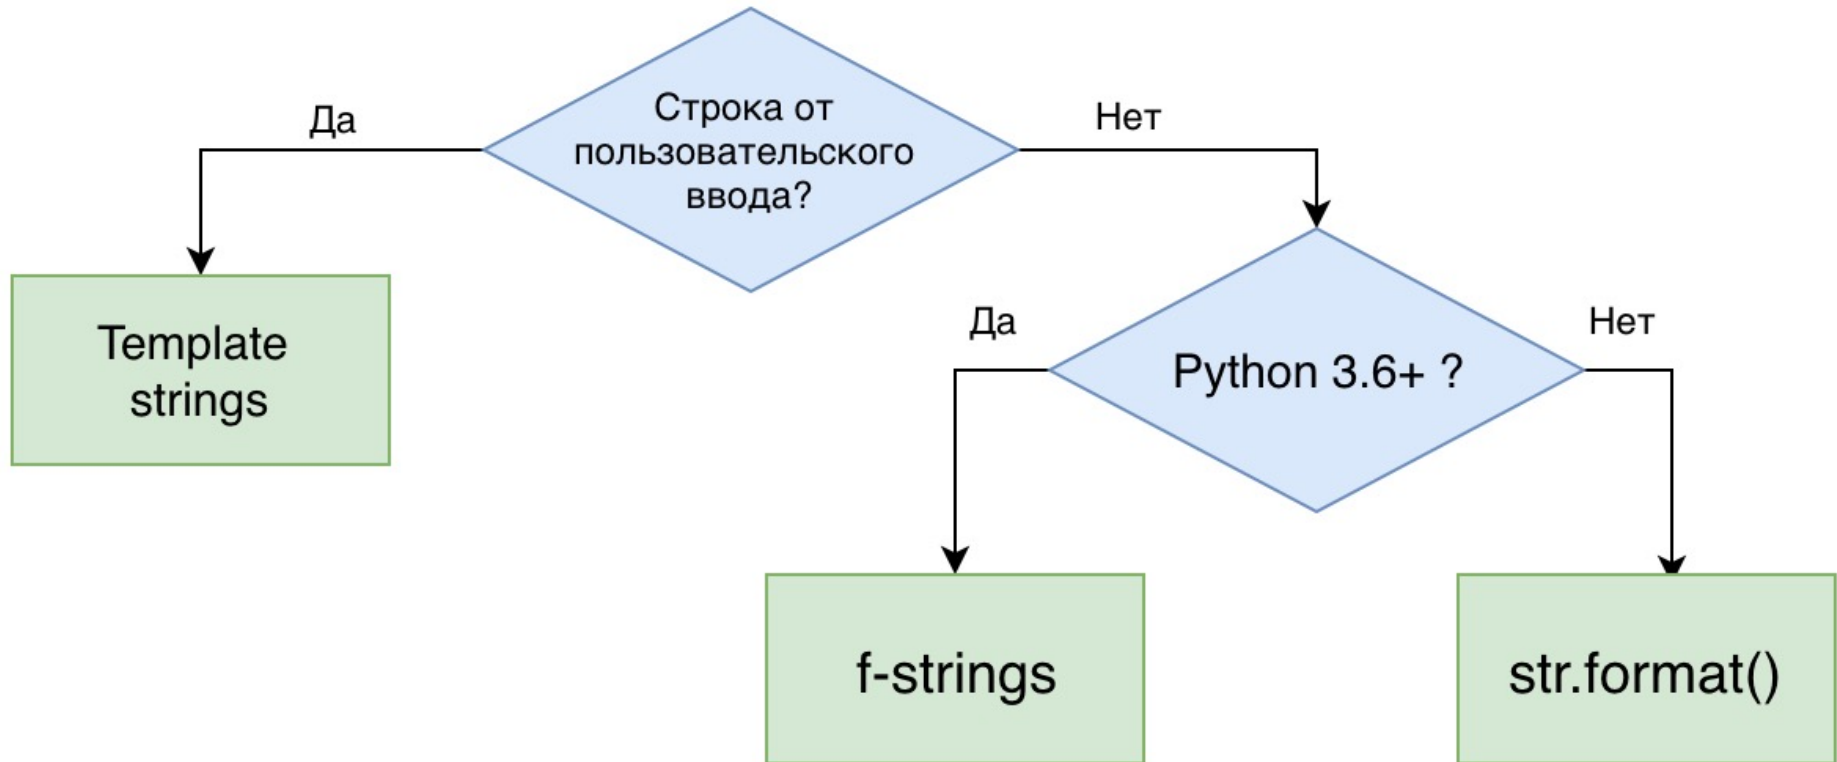 Строка от
пользовательского
ввода?
Да
Нет
Template
strings
Python 3.6+ ?
Да
Нет
f-strings
str.format()